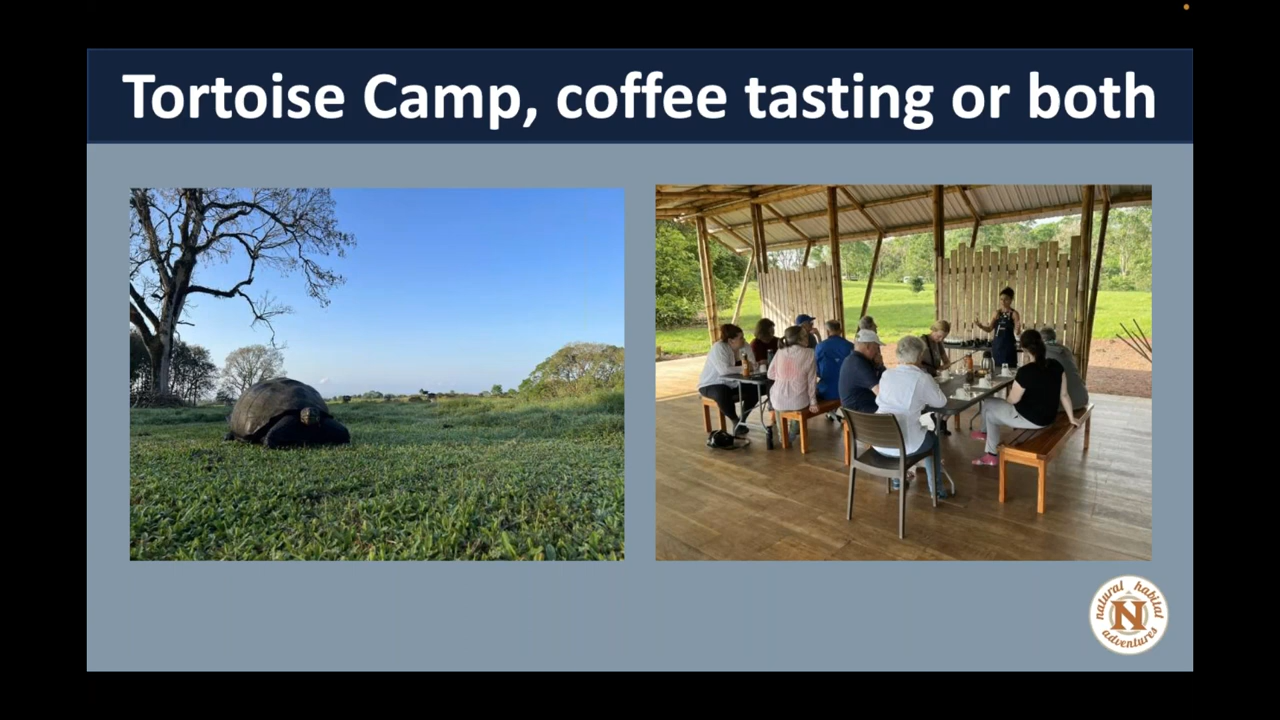 Tortoise Camp, coffee tasting or both
natural habitat
N
adventures